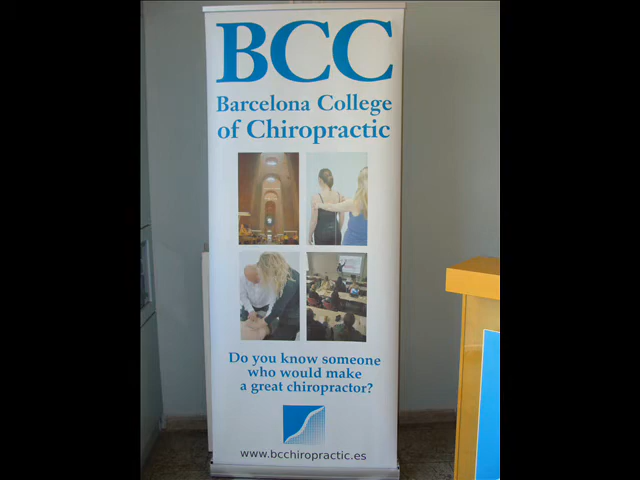 BCC
Barcelona College
of Chiropractic
Do you know someone
who would make
a great chiropractor?
www.bcchiropractic.es